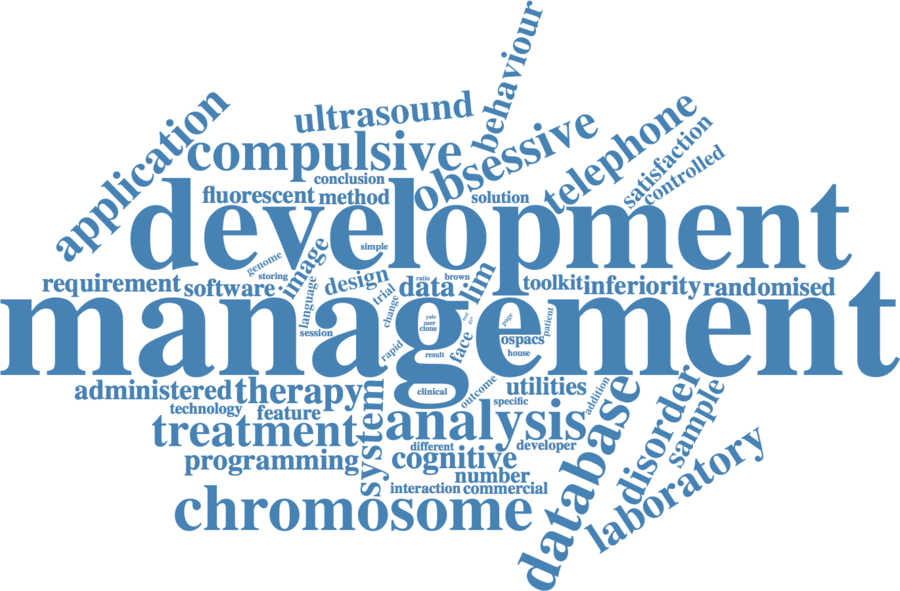 behaviour
ultrasound
application
telephone
obsessive
compulsive
satisfaction
controlled
conclusion
fluorescent
method
solution
development
simple
genome
storing
image
requirement
software
language
design
trial
change
ratio
data
brown
lim
toolkit
inferiority
randomised
management
session
yale
user
clone
page
patient
rapid
result
face
ospacs
house
clinical
administered
therapy
outcome
utilities
specific
addition
technology
feature
system
analysis
treatment
different
developer
database
disorder
sample
programming
cognitive
number
interaction
commercial
chromosome
laboratory